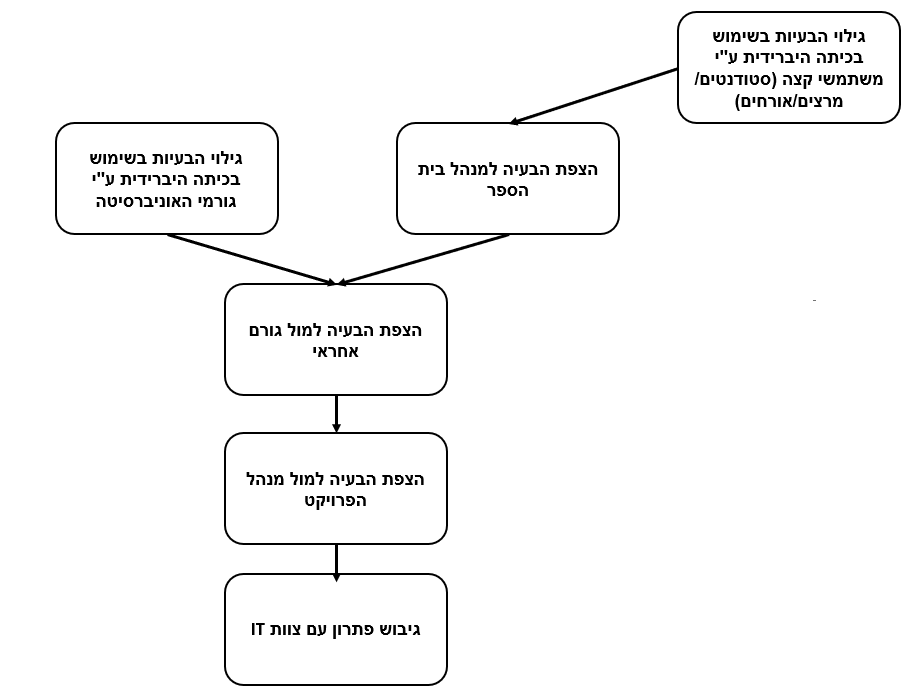 גילוי הבעיות בשימוש
בכיתה היברידית ע"י
משתמשי קצה (סטודנטים/
מרצים/אורחים)
הצפת הבעיה למנהל בית
הספר
גילוי הבעיות בשימוש
בכיתה היברידית ע"י
גורמי האוניברסיטה
הצפת הבעיה למול גורם
אחראי
הצפת הבעיה למול מנהל
הפרויקט
גיבוש פתרון עם צוות IT